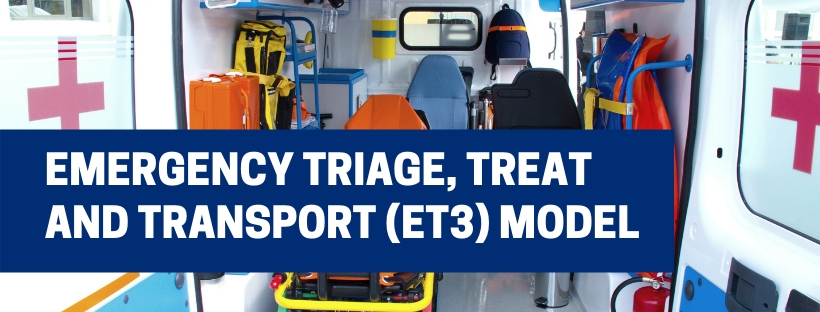 EMERGENCY TRIAGE, TREAT
AND TRANSPORT (ET3) MODEL